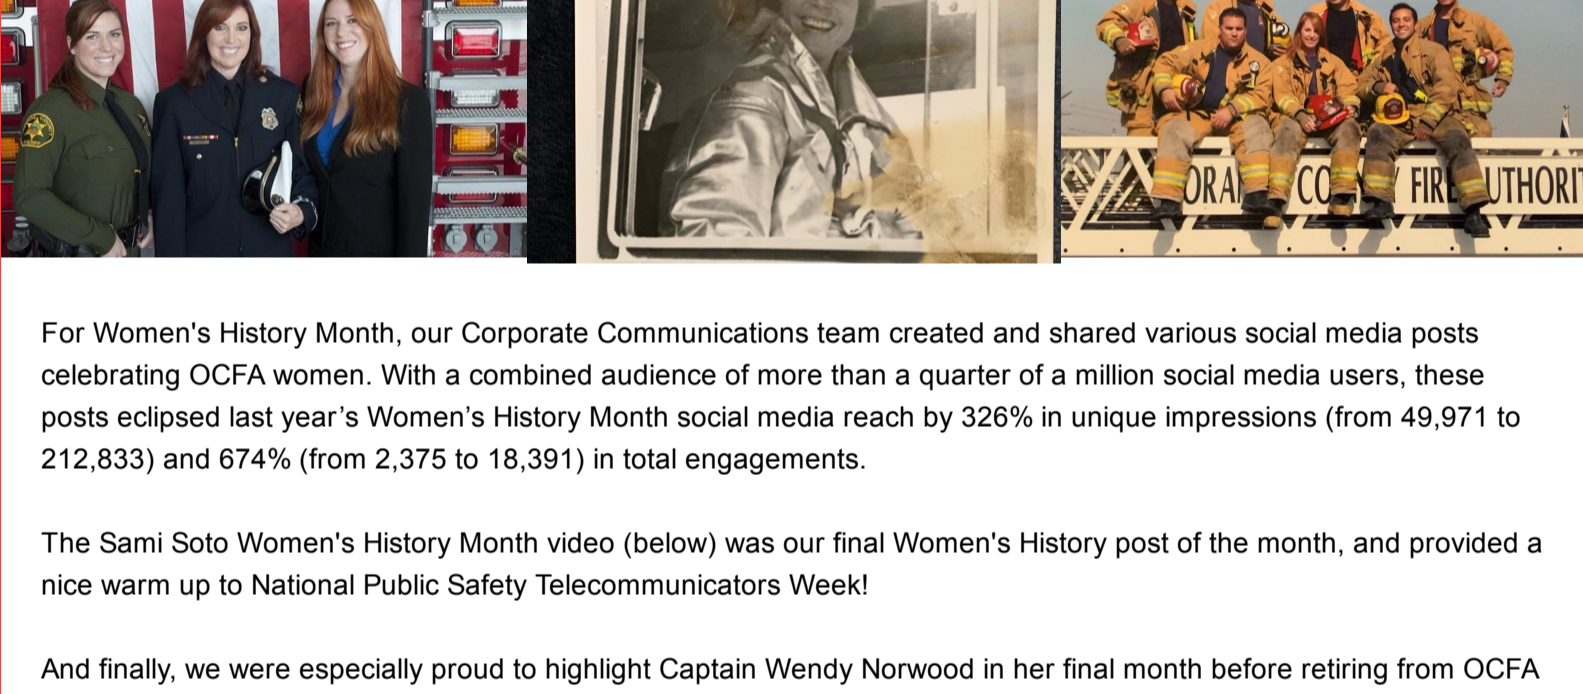 ORA CO Y FIRE UTHORIT
For Women's History Month, our Corporate Communications team created and shared various social media posts
celebrating OCFA women. With a combined audience of more than a quarter of a million social media users, these
posts eclipsed last year’s Women’s History Month social media reach by 326% in unique impressions (from 49,971 to
212,833) and 674% (from 2,375 to 18,391) in total engagements.
The Sami Soto Women's History Month video (below) was our final Women's History post of the month, and provided a
nice warm up to National Public Safety Telecommunicators Week!
And finally, we were especially proud to highlight Captain Wendy Norwood in her final month before retiring from OCFA